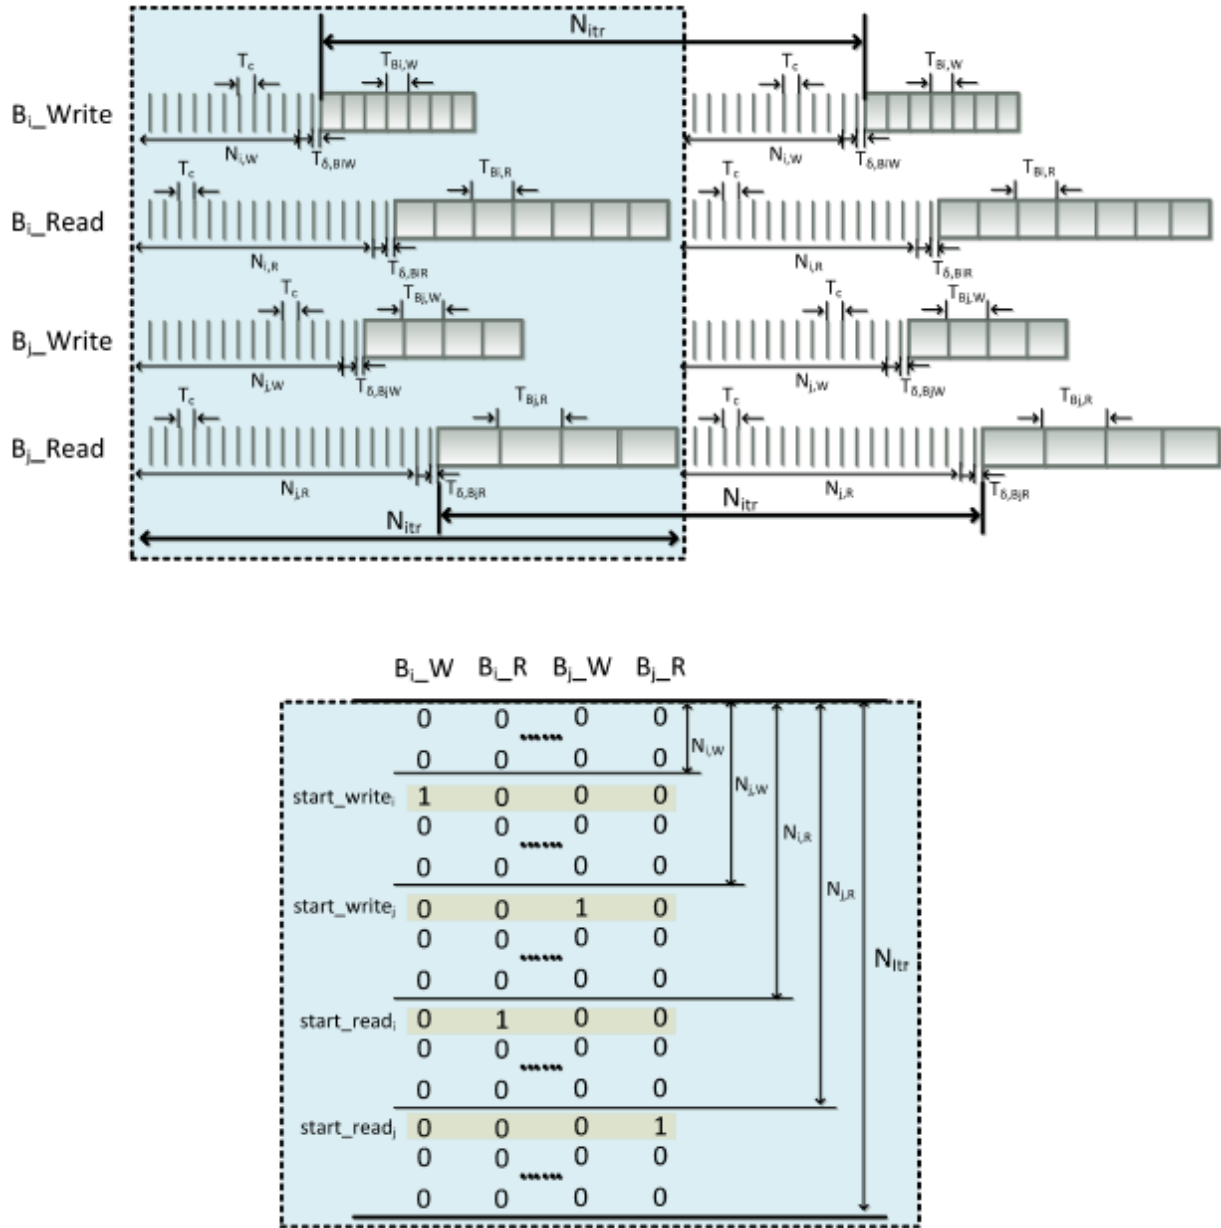 N_itr
T_c T_Bi,W T_c T_Bi,W
B_i_Write
N_i,W T_δ,BiW N_i,W T_δ,BiW
T_c T_Bi,R T_c T_Bi,R
B_i_Read
N_i,R T_δ,BiR N_i,R T_δ,BiR
T_c T_Bj,W T_c T_Bj,W
B_j_Write
N_j,W T_δ,BjW N_j,W T_δ,BjW
T_c T_Bj,R T_c T_Bj,R
B_j_Read
N_j,R T_δ,BjR N_j,R T_δ,BjR
N_itr N_itr
B_i_W B_i_R B_j_W B_j_R
0 0 0 0
...... N_i,W
0 0 0 0
N_j,W
start_write_i 1 0 0 0
0 0 0 0
...... N_i,R
0 0 0 0
N_j,R
start_write_j 0 0 1 0
0 0 0 0
...... N_Itr
0 0 0 0
start_read_i 0 1 0 0
0 0 0 0
......
0 0 0 0
start_read_j 0 0 0 1
0 0 0 0
......
0 0 0 0